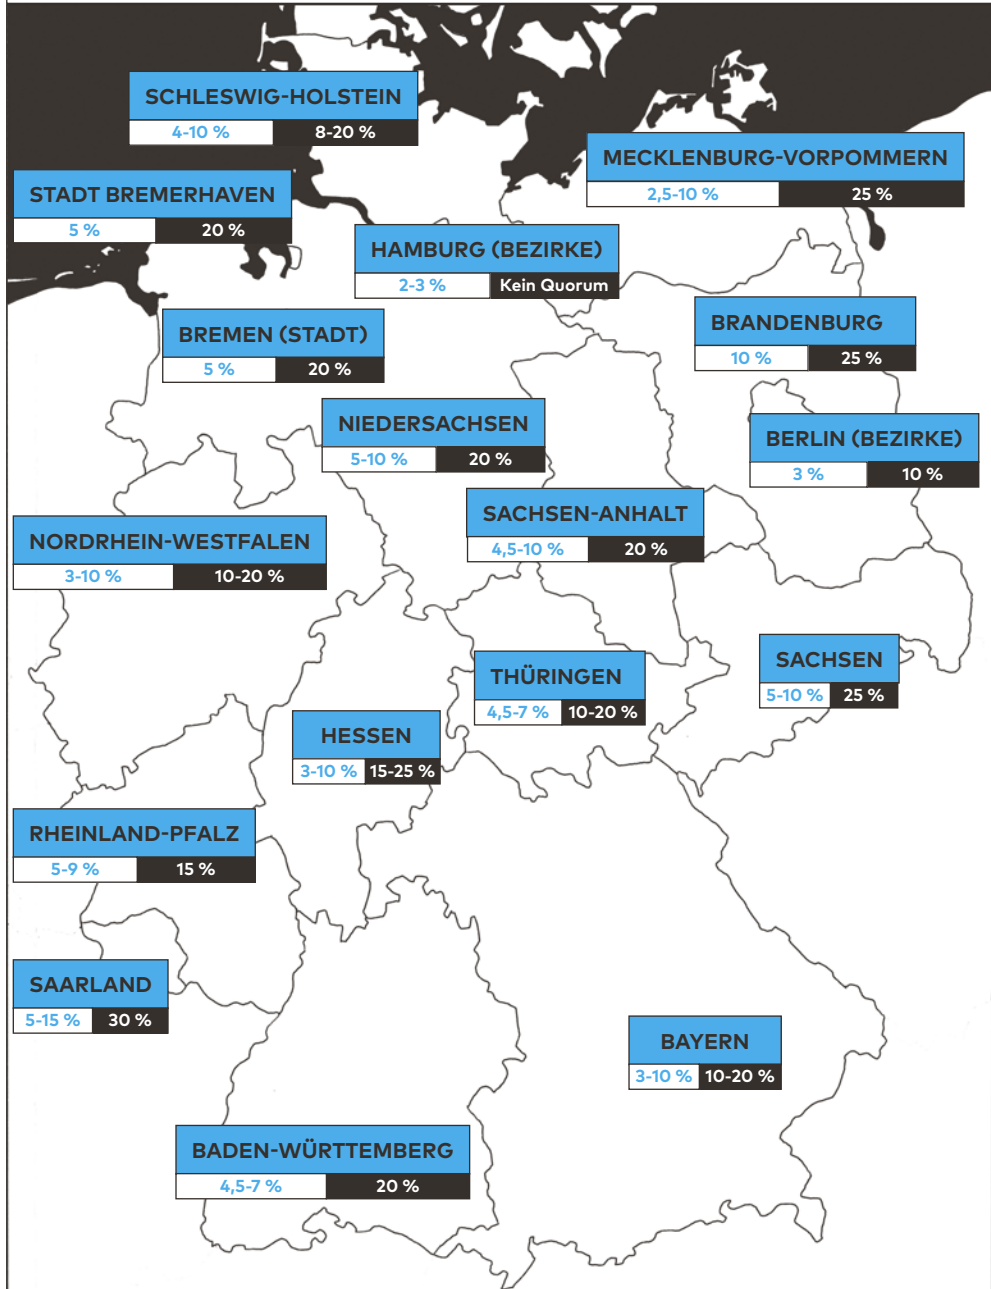 SCHLESWIG-HOLSTEIN
4-10 % 8-20 %
MECKLENBURG-VORPOMMERN
2,5-10 % 25 %
STADT BREMERHAVEN
5 % 20 %
HAMBURG (BEZIRKE)
2-3 % Kein Quorum
BRANDENBURG
10 % 25 %
BREMEN (STADT)
5 % 20 %
NIEDERSACHSEN
5-10 % 20 %
BERLIN (BEZIRKE)
3 % 10 %
SACHSEN-ANHALT
4,5-10 % 20 %
NORDRHEIN-WESTFALEN
3-10 % 10-20 %
SACHSEN
5-10 % 25 %
THÜRINGEN
4,5-7 % 10-20 %
HESSEN
3-10 % 15-25 %
RHEINLAND-PFALZ
5-9 % 15 %
SAARLAND
5-15 % 30 %
BAYERN
3-10 % 10-20 %
BADEN-WÜRTTEMBERG
4,5-7 % 20 %